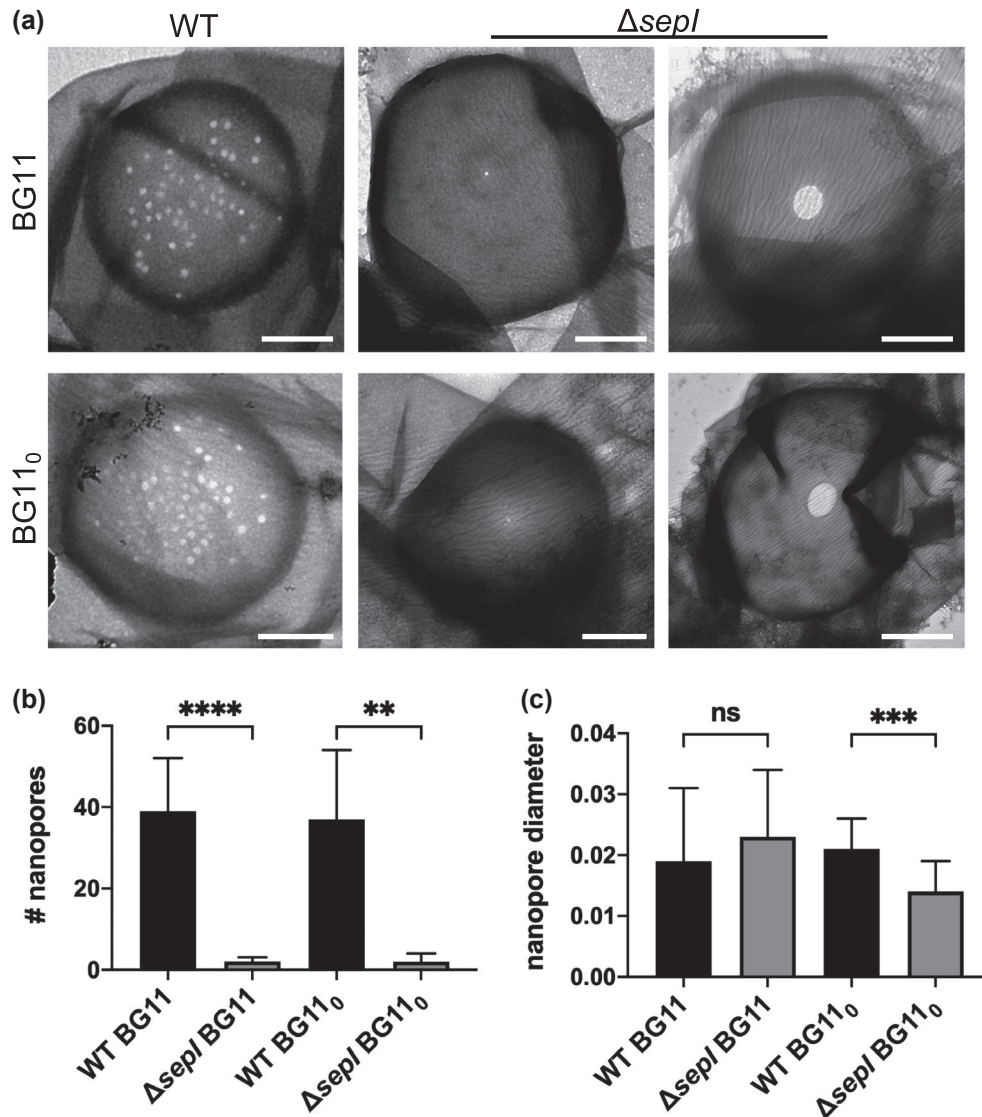 (a)
WT
ΔsepI
BG11
BG11₀
(b)
# nanopores
60
40
20
0
****
**
WT BG11
ΔsepI BG11
WT BG11₀
ΔsepI BG11₀
(c)
nanopore diameter
0.04
0.03
0.02
0.01
0.00
ns
***
WT BG11
ΔsepI BG11
WT BG11₀
ΔsepI BG11₀